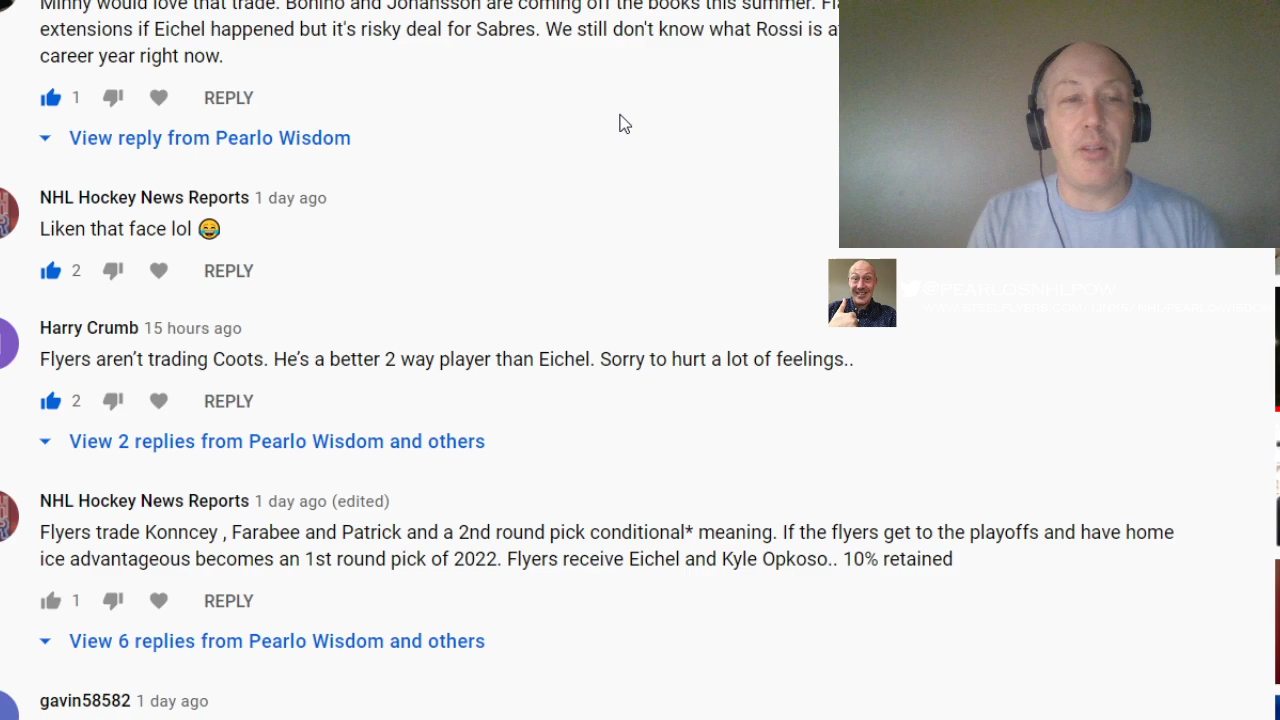 Minny would love that trade. Bonino and Johansson are coming off the books this summer.
extensions if Eichel happened but it's risky deal for Sabres. We still don't know what Rossi is
career year right now.
1 REPLY
View reply from Pearlo Wisdom
NHL Hockey News Reports 1 day ago
Liken that face lol 😂
2 REPLY
@PEARLOSNHLPOW
Harry Crumb 15 hours ago
Flyers aren’t trading Coots. He’s a better 2 way player than Eichel. Sorry to hurt a lot of feelings..
2 REPLY
View 2 replies from Pearlo Wisdom and others
NHL Hockey News Reports 1 day ago (edited)
Flyers trade Konncey , Farabee and Patrick and a 2nd round pick conditional* meaning. If the flyers get to the playoffs and have home
ice advantageous becomes an 1st round pick of 2022. Flyers receive Eichel and Kyle Opkoso.. 10% retained
1 REPLY
View 6 replies from Pearlo Wisdom and others
gavin58582 1 day ago